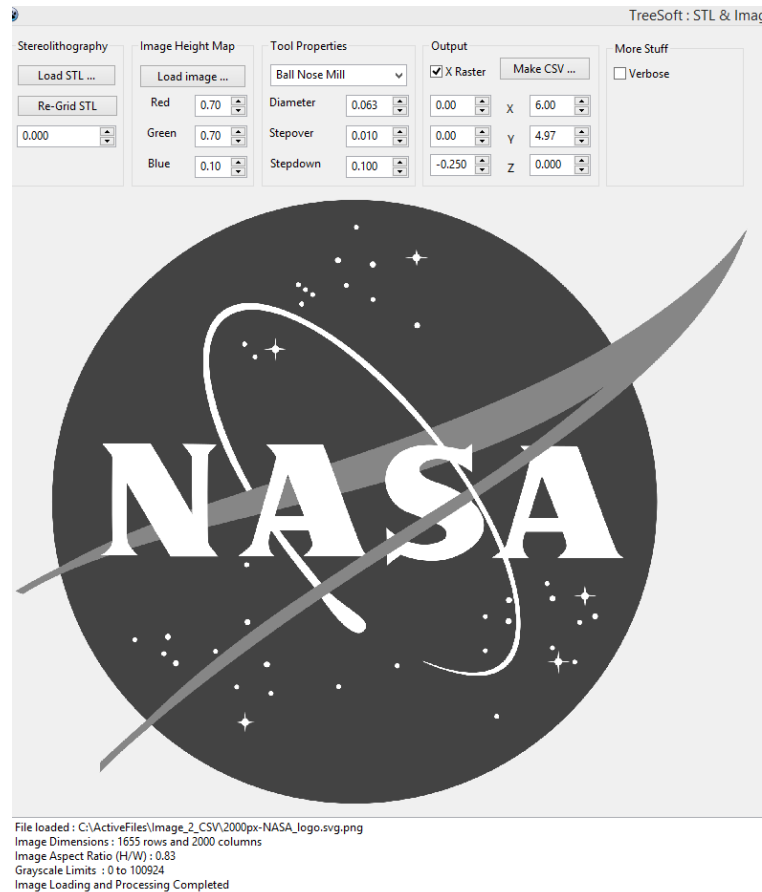 TreeSoft : STL & Imag
Stereolithography
Image Height Map
Tool Properties
Output
More Stuff
Load STL ...
Load image ...
Ball Nose Mill
X Raster
Make CSV ...
Verbose
Re-Grid STL
Red 0.70
Diameter 0.063
0.00 X 6.00
0.000
Green 0.70
Stepover 0.010
0.00 Y 4.97
Blue 0.10
Stepdown 0.100
-0.250 Z 0.000
NASA
File loaded : C:\ActiveFiles\Image_2_CSV\2000px-NASA_logo.svg.png
Image Dimensions : 1655 rows and 2000 columns
Image Aspect Ratio (H/W) : 0.83
Grayscale Limits : 0 to 100924
Image Loading and Processing Completed